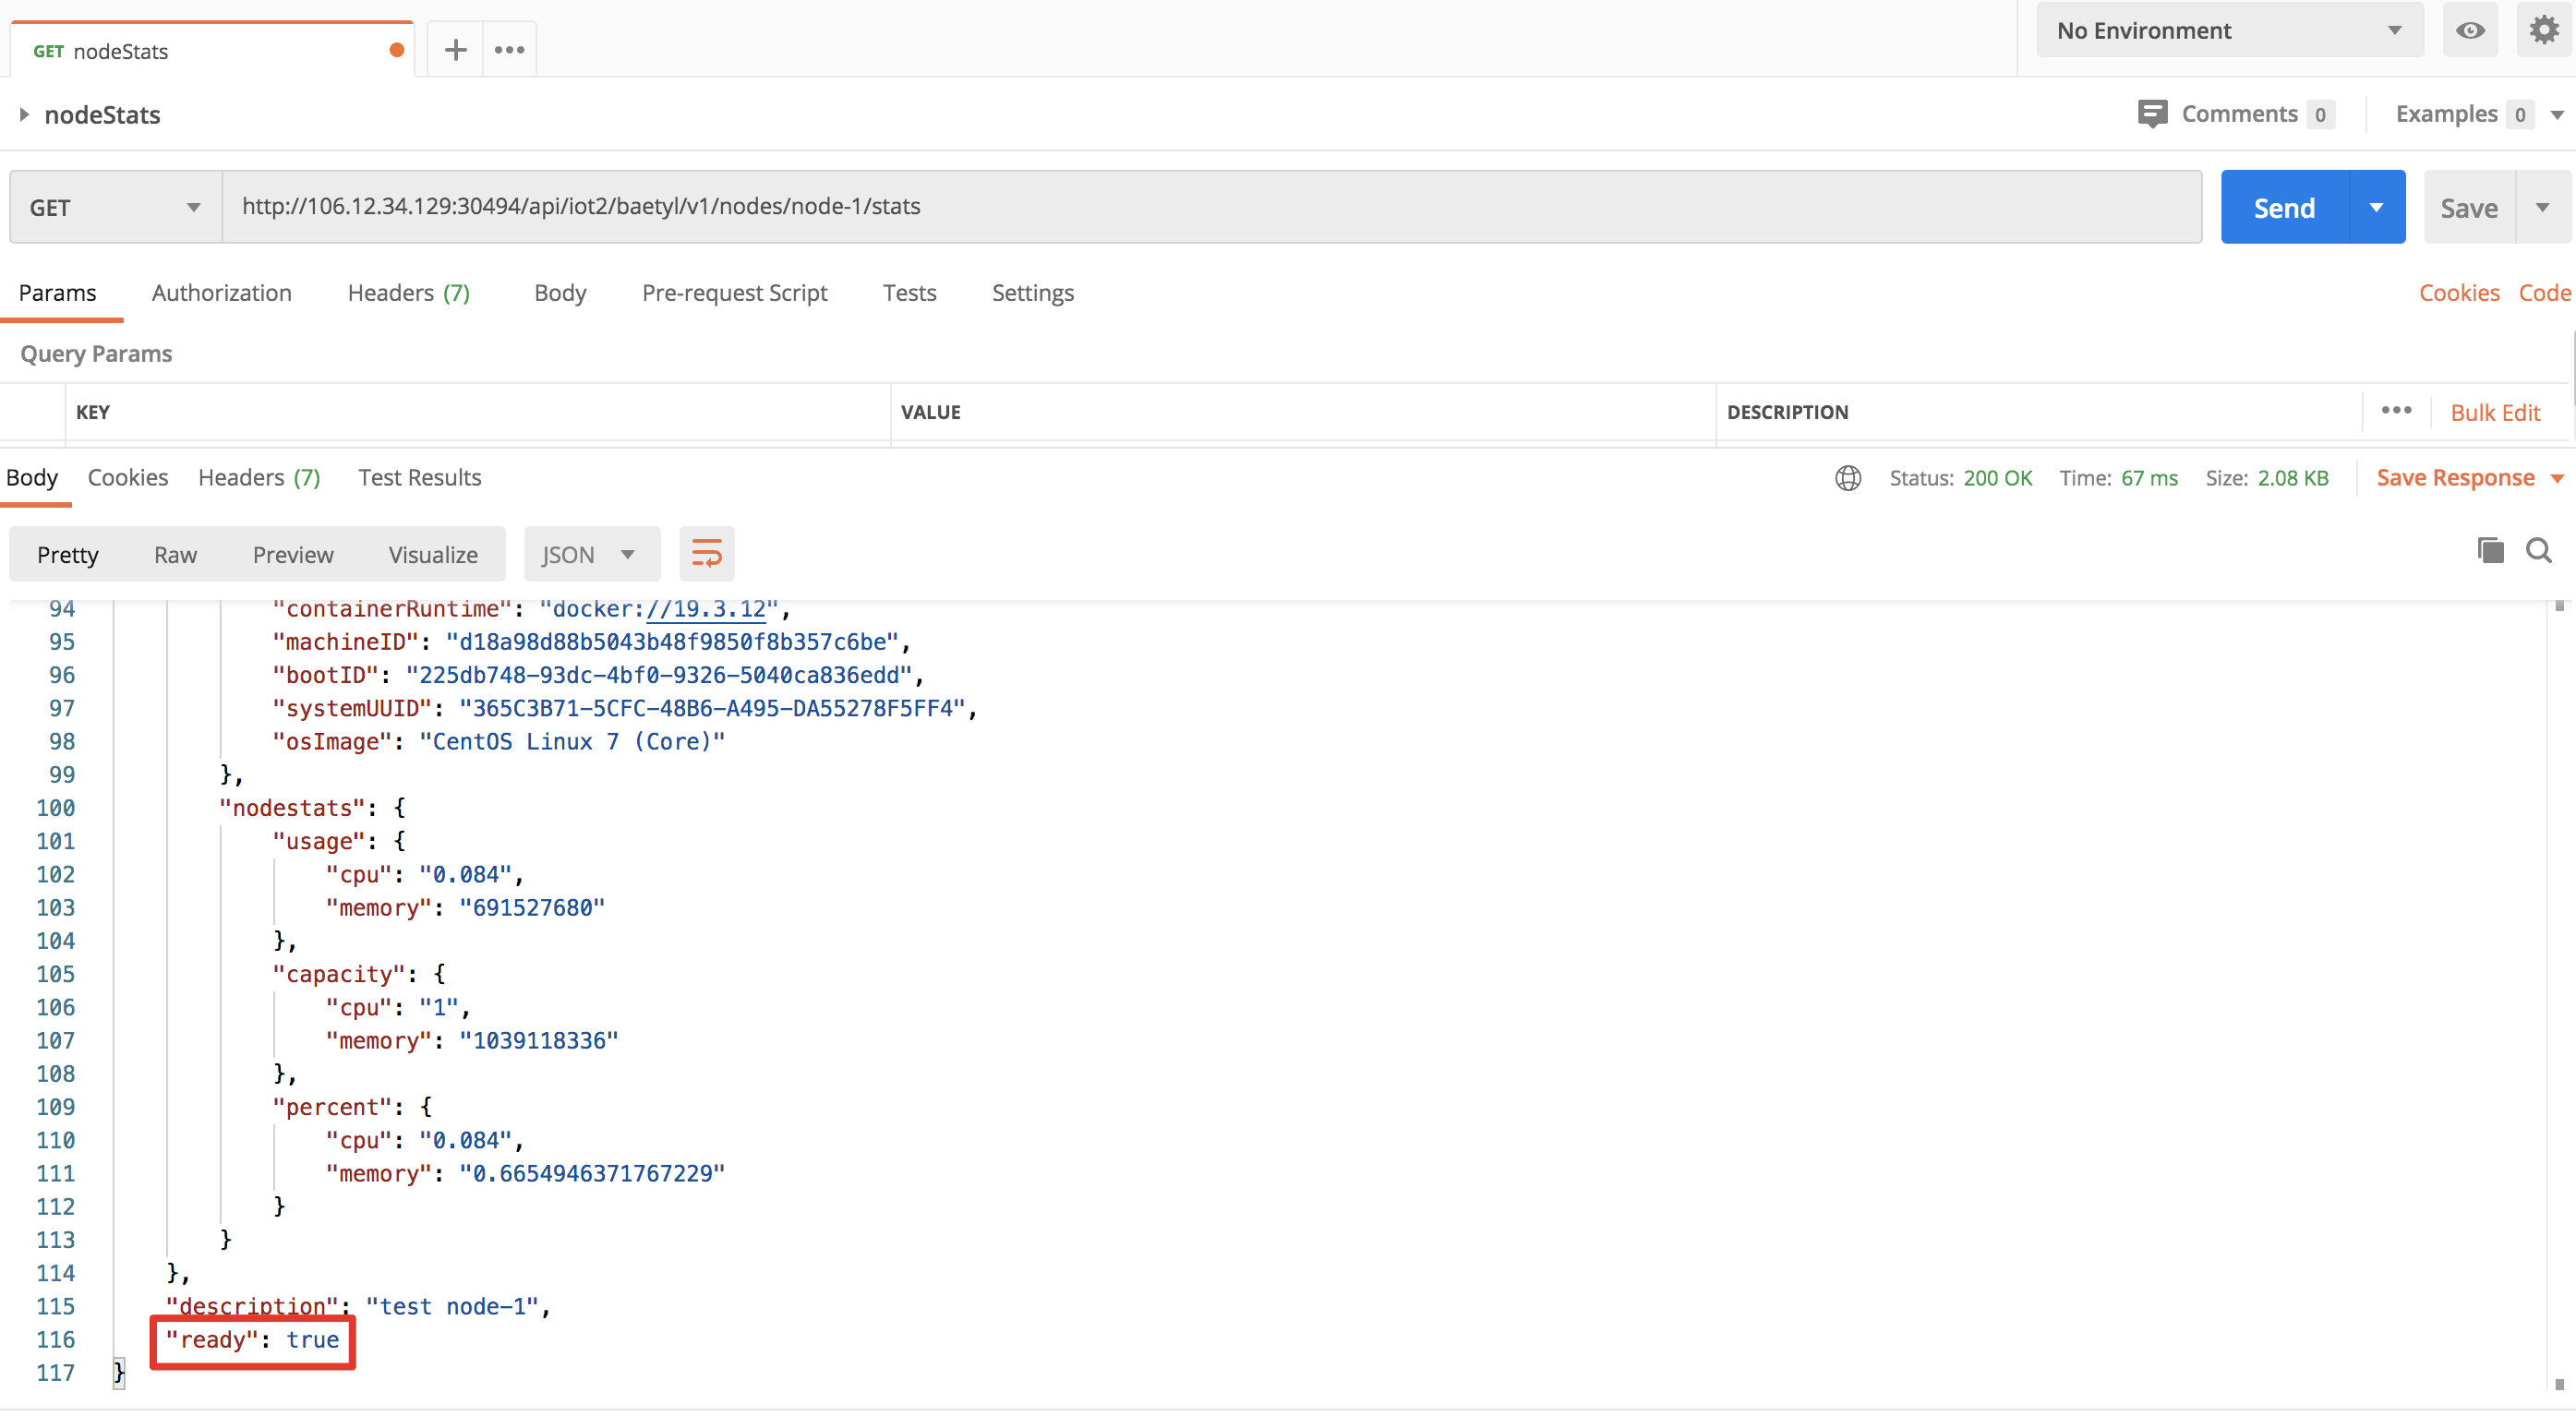 GET nodeStats
No Environment
nodeStats
Comments 0
Examples 0
GET
http://106.12.34.129:30494/api/iot2/baetyl/v1/nodes/node-1/stats
Send
Save
Params Authorization Headers (7) Body Pre-request Script Tests Settings
Cookies Code
Query Params
KEY VALUE DESCRIPTION
Bulk Edit
Body Cookies Headers (7) Test Results
Status: 200 OK Time: 67 ms Size: 2.08 KB Save Response
Pretty Raw Preview Visualize JSON
94 "containerRuntime": "docker://19.3.12",
95 "machineID": "d18a98d88b5043b48f9850f8b357c6be",
96 "bootID": "225db748-93dc-4bf0-9326-5040ca836edd",
97 "systemUUID": "365C3B71-5CFC-48B6-A495-DA55278F5FF4",
98 "osImage": "CentOS Linux 7 (Core)"
99 },
100 "nodestats": {
101 "usage": {
102 "cpu": "0.084",
103 "memory": "691527680"
104 },
105 "capacity": {
106 "cpu": "1",
107 "memory": "1039118336"
108 },
109 "percent": {
110 "cpu": "0.084",
111 "memory": "0.6654946371767229"
112 }
113 }
114 },
115 "description": "test node-1",
116 "ready": true
117 }